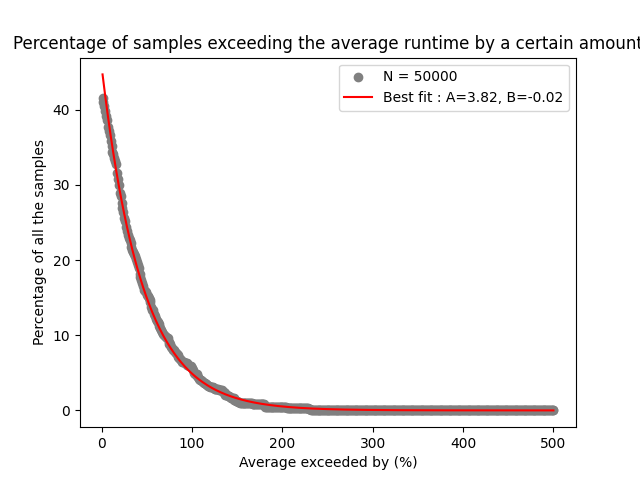 Percentage of samples exceeding the average runtime by a certain amount
N = 50000
Best fit : A=3.82, B=-0.02
Percentage of all the samples
40
30
20
10
0
0 100 200 300 400 500
Average exceeded by (%)